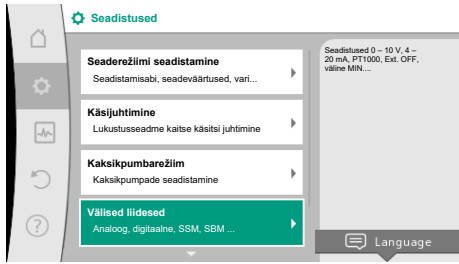 Seadistused
Seaderežiimi seadistamine
Seadistamisabi, seadeväärtused, vari...
Käsijuhtimine
Lukustusseadme kaitse käsitsi juhtimine
Kaksikpumbarežiim
Kaksikpumpade seadistamine
Välised liidesed
Analoog, digitaalne, SSM, SBM ...
Seadistused 0 – 10 V, 4 –
20 mA, PT1000, Ext. OFF,
väline MIN....
Language